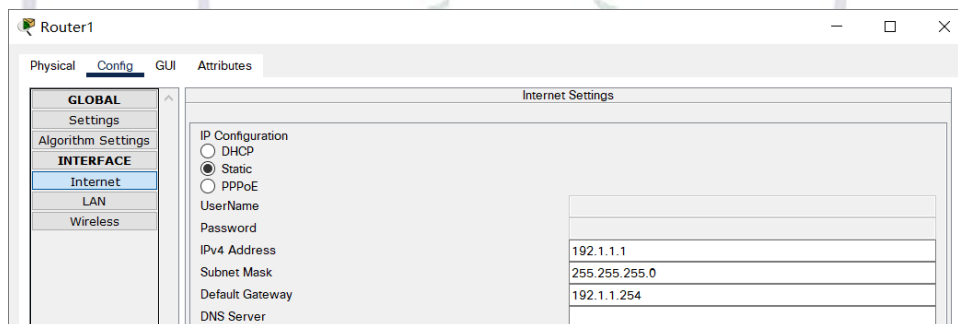 Router1
Physical Config GUI Attributes
GLOBAL
Settings
Algorithm Settings
INTERFACE
Internet
LAN
Wireless
Internet Settings
IP Configuration
DHCP
Static
PPPoE
UserName
Password
IPv4 Address 192.1.1.1
Subnet Mask 255.255.255.0
Default Gateway 192.1.1.254
DNS Server